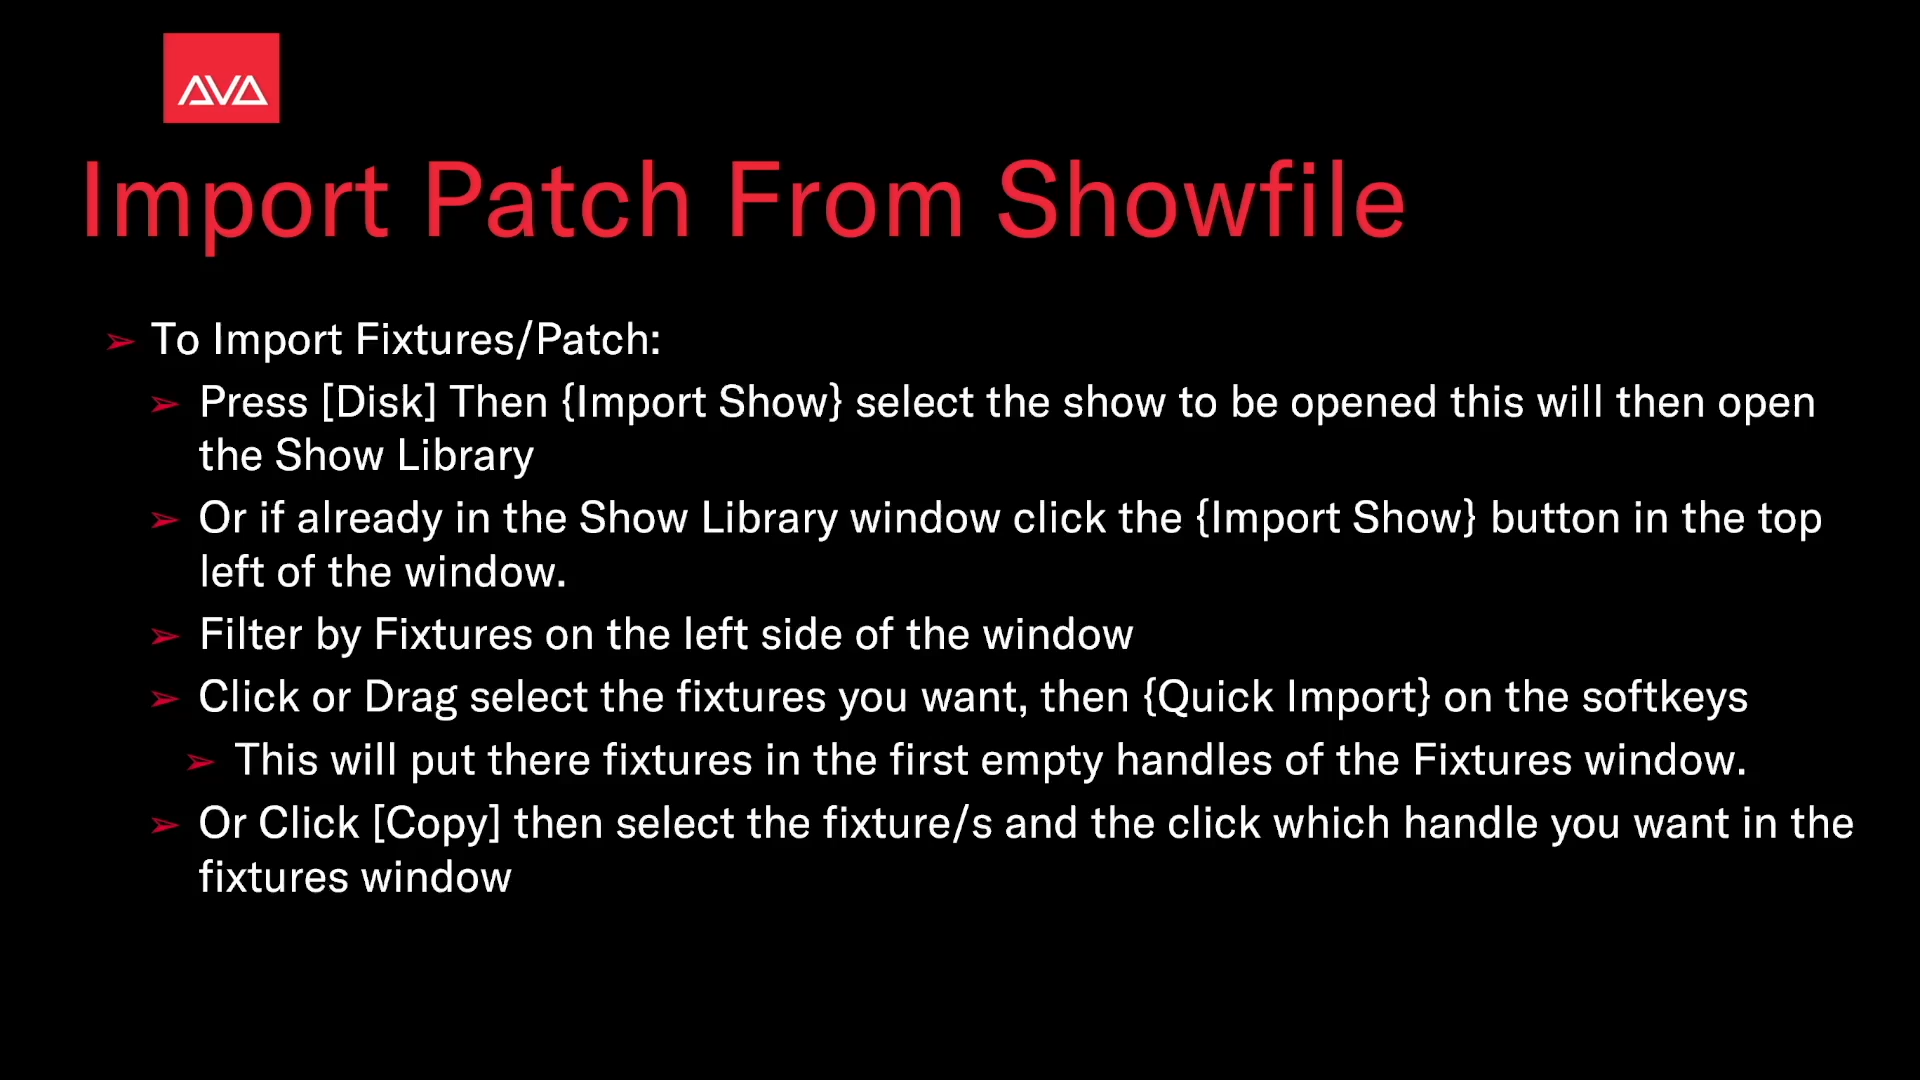 AVA
Import Patch From Showfile
➢ To Import Fixtures/Patch:
➢ Press [Disk] Then {Import Show} select the show to be opened this will then open
the Show Library
➢ Or if already in the Show Library window click the {Import Show} button in the top
left of the window.
➢ Filter by Fixtures on the left side of the window
➢ Click or Drag select the fixtures you want, then {Quick Import} on the softkeys
➢ This will put there fixtures in the first empty handles of the Fixtures window.
➢ Or Click [Copy] then select the fixture/s and the click which handle you want in the
fixtures window